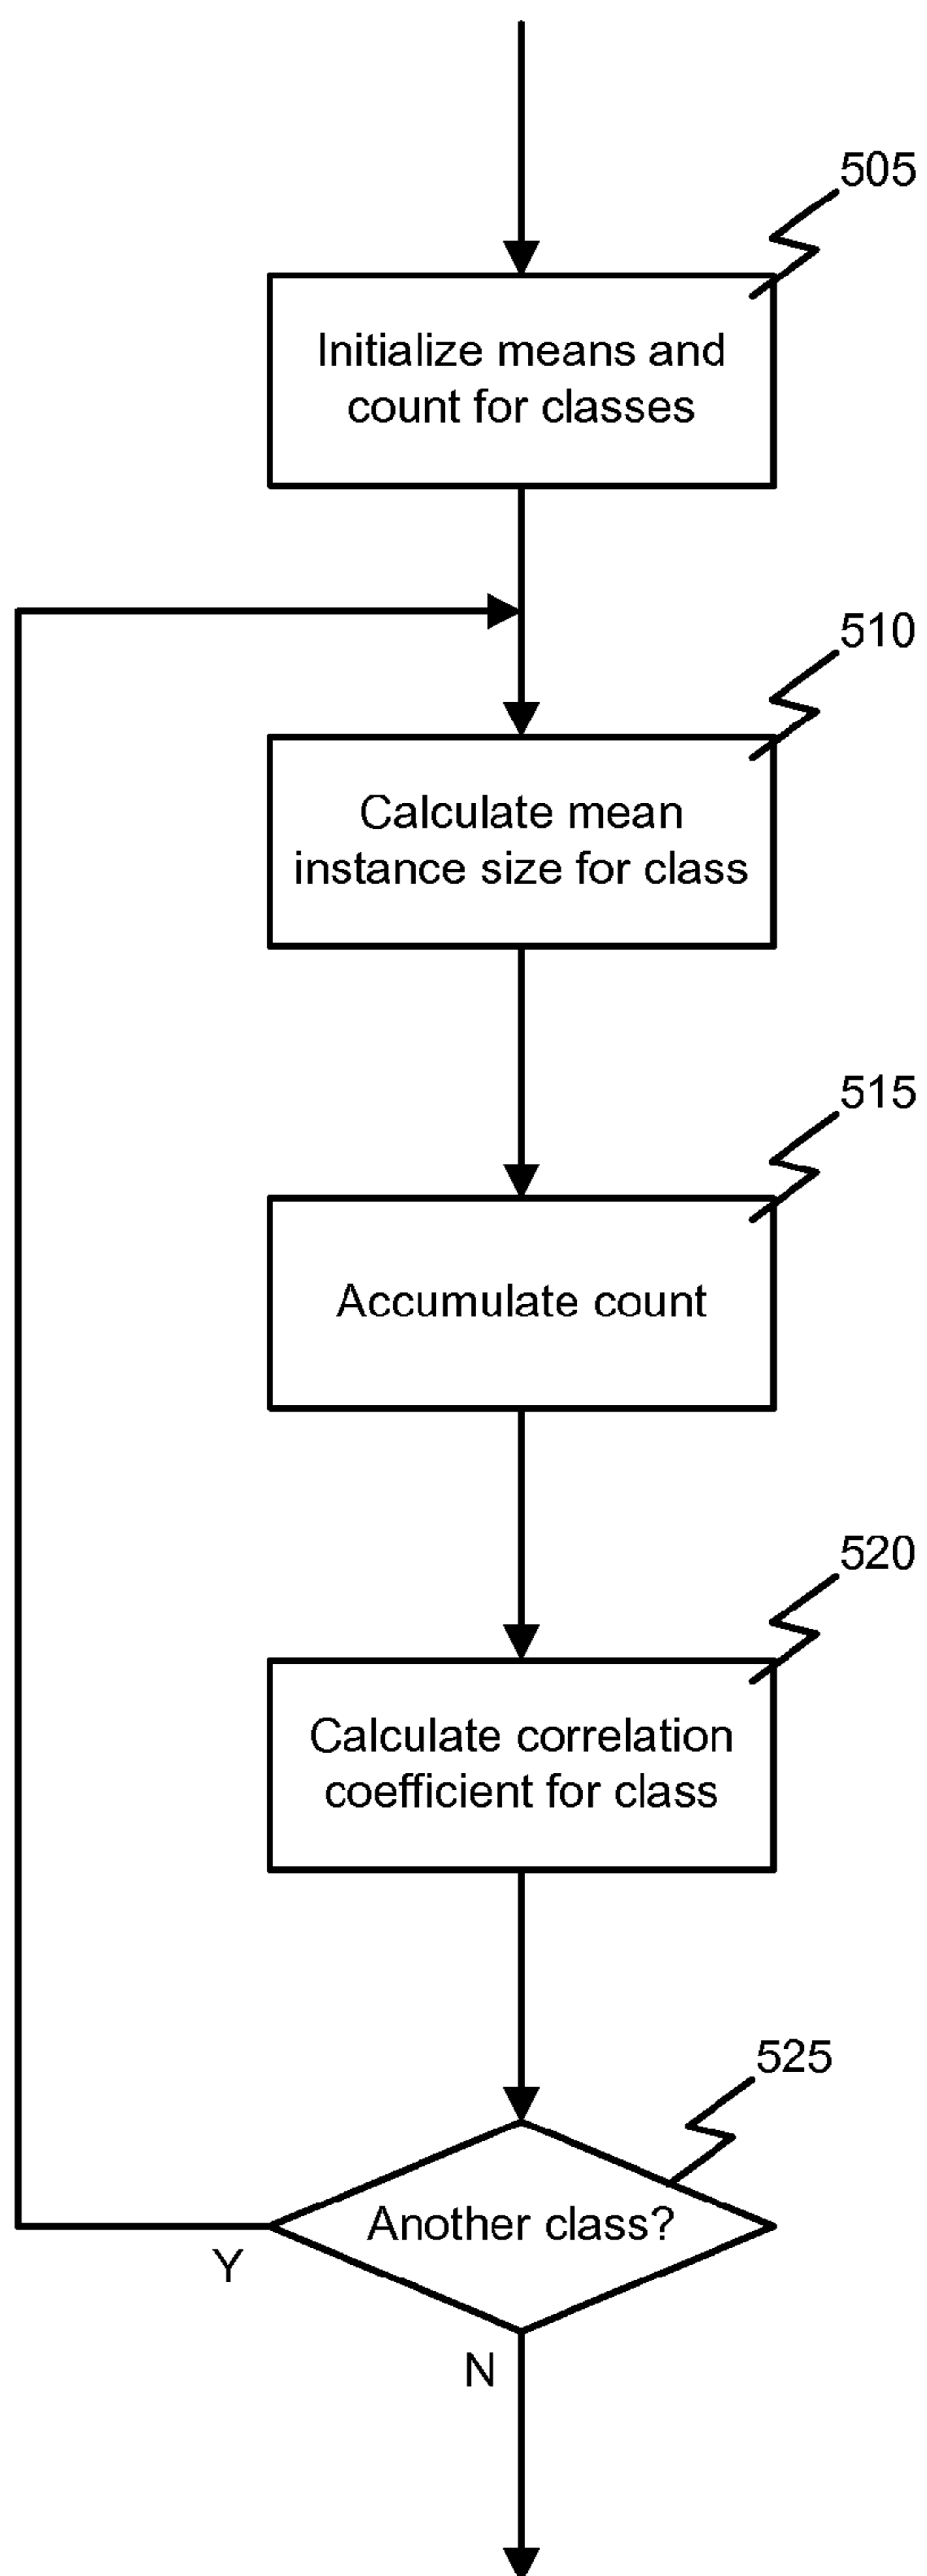 505
Initialize means and
count for classes
510
Calculate mean
instance size for class
515
Accumulate count
520
Calculate correlation
coefficient for class
525
Another class?
Y
N